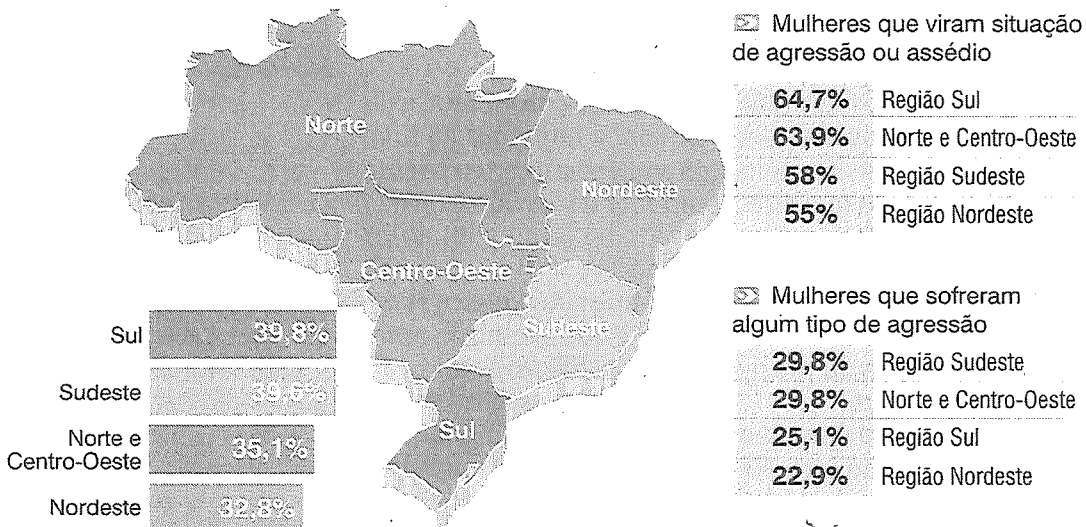 Norte
Nordeste
Centro-Oeste
Sudeste
Sul
Sul 39,8%
Sudeste 39,6%
Norte e
Centro-Oeste 35,1%
Nordeste 32,8%
Mulheres que viram situação
de agressão ou assédio
64,7% Região Sul
63,9% Norte e Centro-Oeste
58% Região Sudeste
55% Região Nordeste
Mulheres que sofreram
algum tipo de agressão
29,8% Região Sudeste
29,8% Norte e Centro-Oeste
25,1% Região Sul
22,9% Região Nordeste